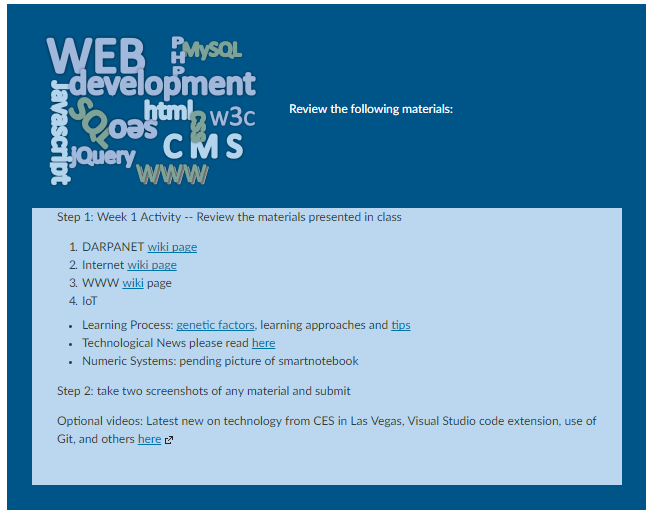 WEB
PHP
MySQL
development
javascript
SQL
html
css
w3c
seo
CMS
jQuery
WWW
Review the following materials:
Step 1: Week 1 Activity -- Review the materials presented in class
1. DARPANET wiki page
2. Internet wiki page
3. WWW wiki page
4. IoT
• Learning Process: genetic factors, learning approaches and tips
• Technological News please read here
• Numeric Systems: pending picture of smartnotebook
Step 2: take two screenshots of any material and submit
Optional videos: Latest new on technology from CES in Las Vegas, Visual Studio code extension, use of
Git, and others here